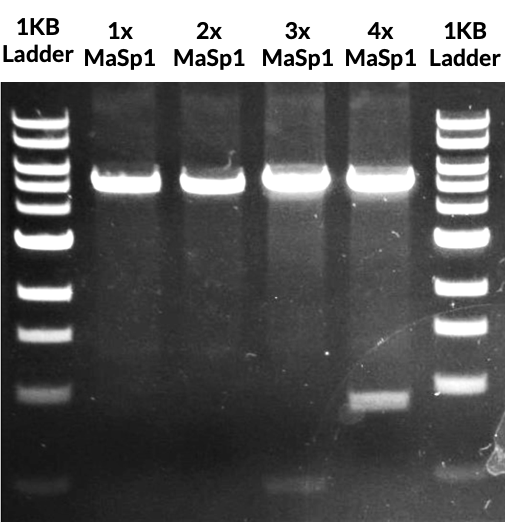 1KB Ladder
1x MaSp1
2x MaSp1
3x MaSp1
4x MaSp1
1KB Ladder